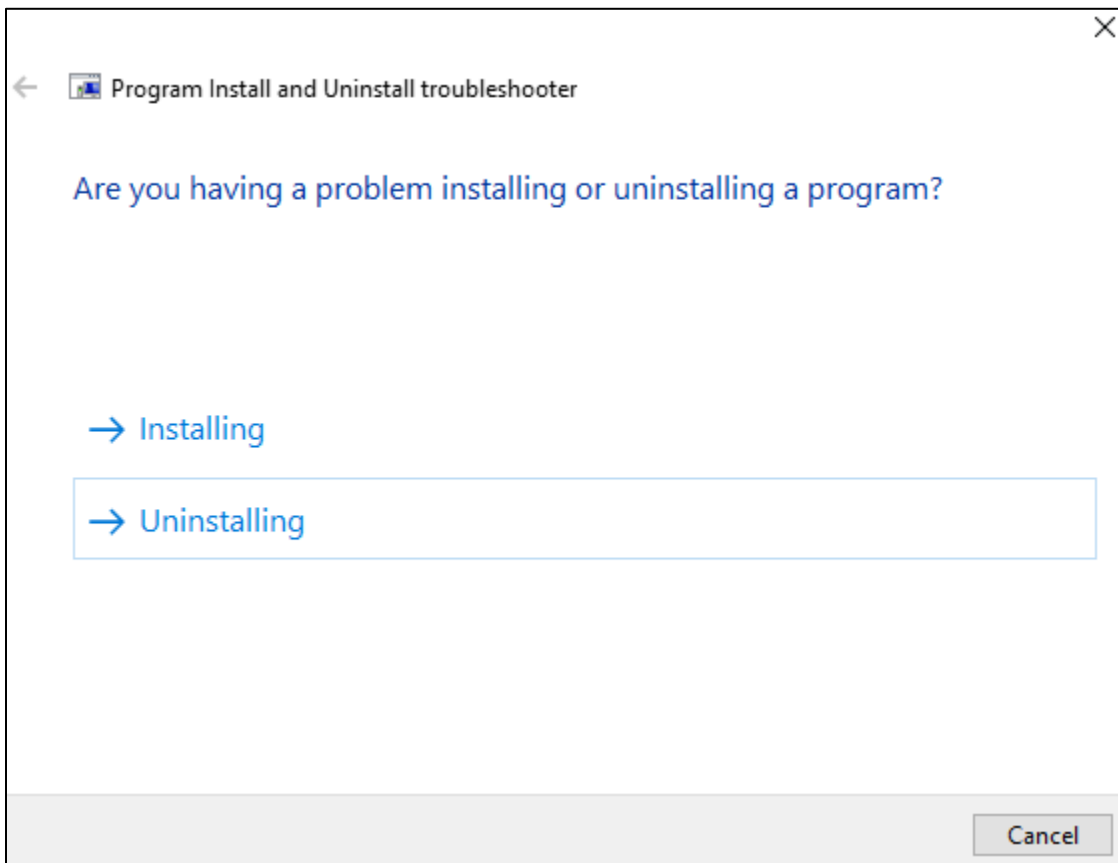 Program Install and Uninstall troubleshooter
Are you having a problem installing or uninstalling a program?
Installing
Uninstalling
Cancel